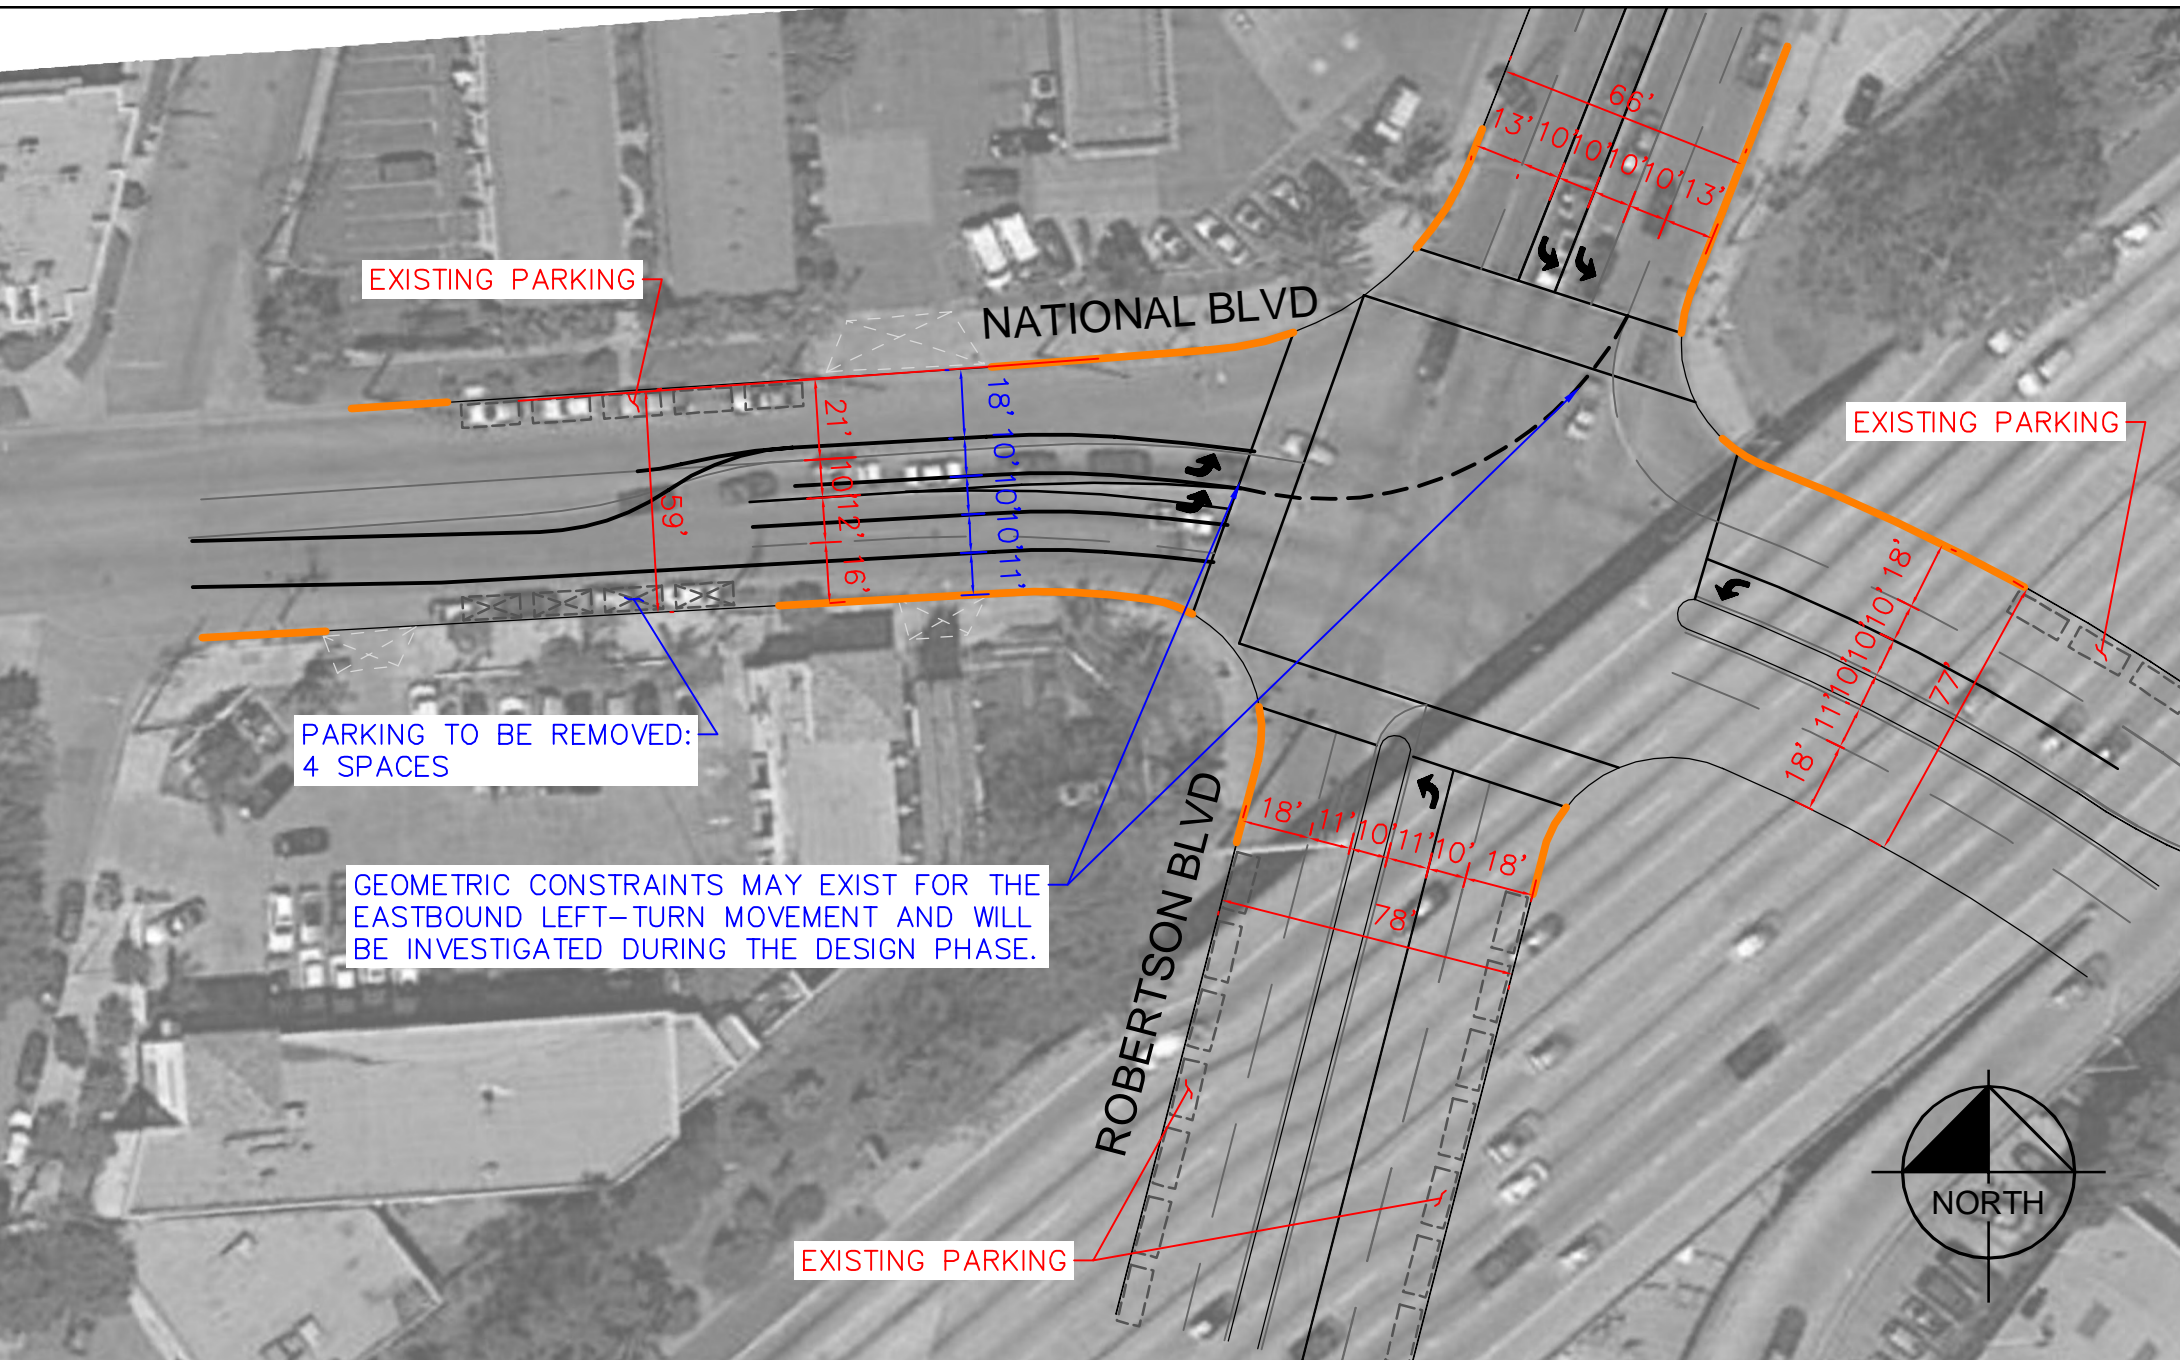 66'
13' 10' 10' 10' 10' 13'
EXISTING PARKING
NATIONAL BLVD
EXISTING PARKING
21' 10' 12' 16'
18' 10' 10' 10' 11'
59'
18' 10' 10' 10' 11' 18'
77'
PARKING TO BE REMOVED:
4 SPACES
18' 11' 10' 11' 10' 18'
78'
GEOMETRIC CONSTRAINTS MAY EXIST FOR THE
EASTBOUND LEFT-TURN MOVEMENT AND WILL
BE INVESTIGATED DURING THE DESIGN PHASE.
ROBERTSON BLVD
EXISTING PARKING
NORTH